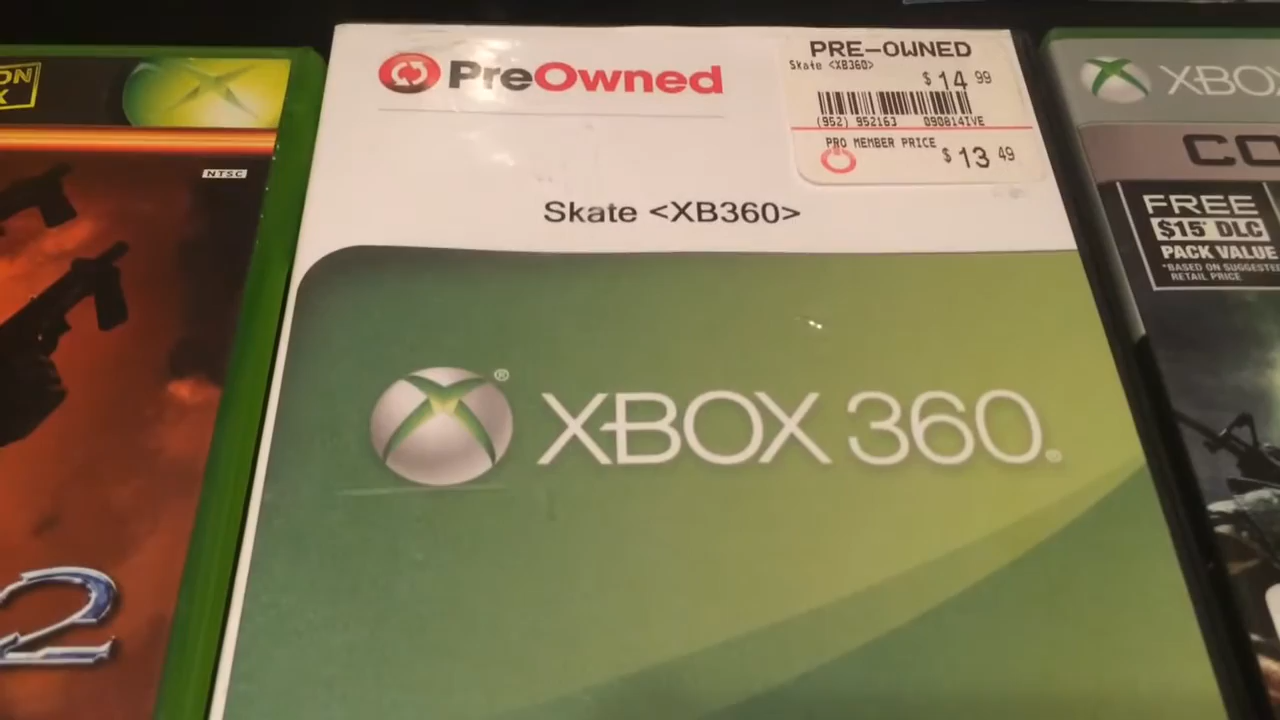 ON
X
NTSC
2
PreOwned
PRE-OWNED
Skate <XB360>
$ 14 99
(952) 952163 090814IVE
PRO MEMBER PRICE
$ 13 49
Skate <XB360>
XBOX 360®
XBOX
CO
FREE
$15* DLC
PACK VALUE
*BASED ON SUGGESTED
RETAIL PRICE